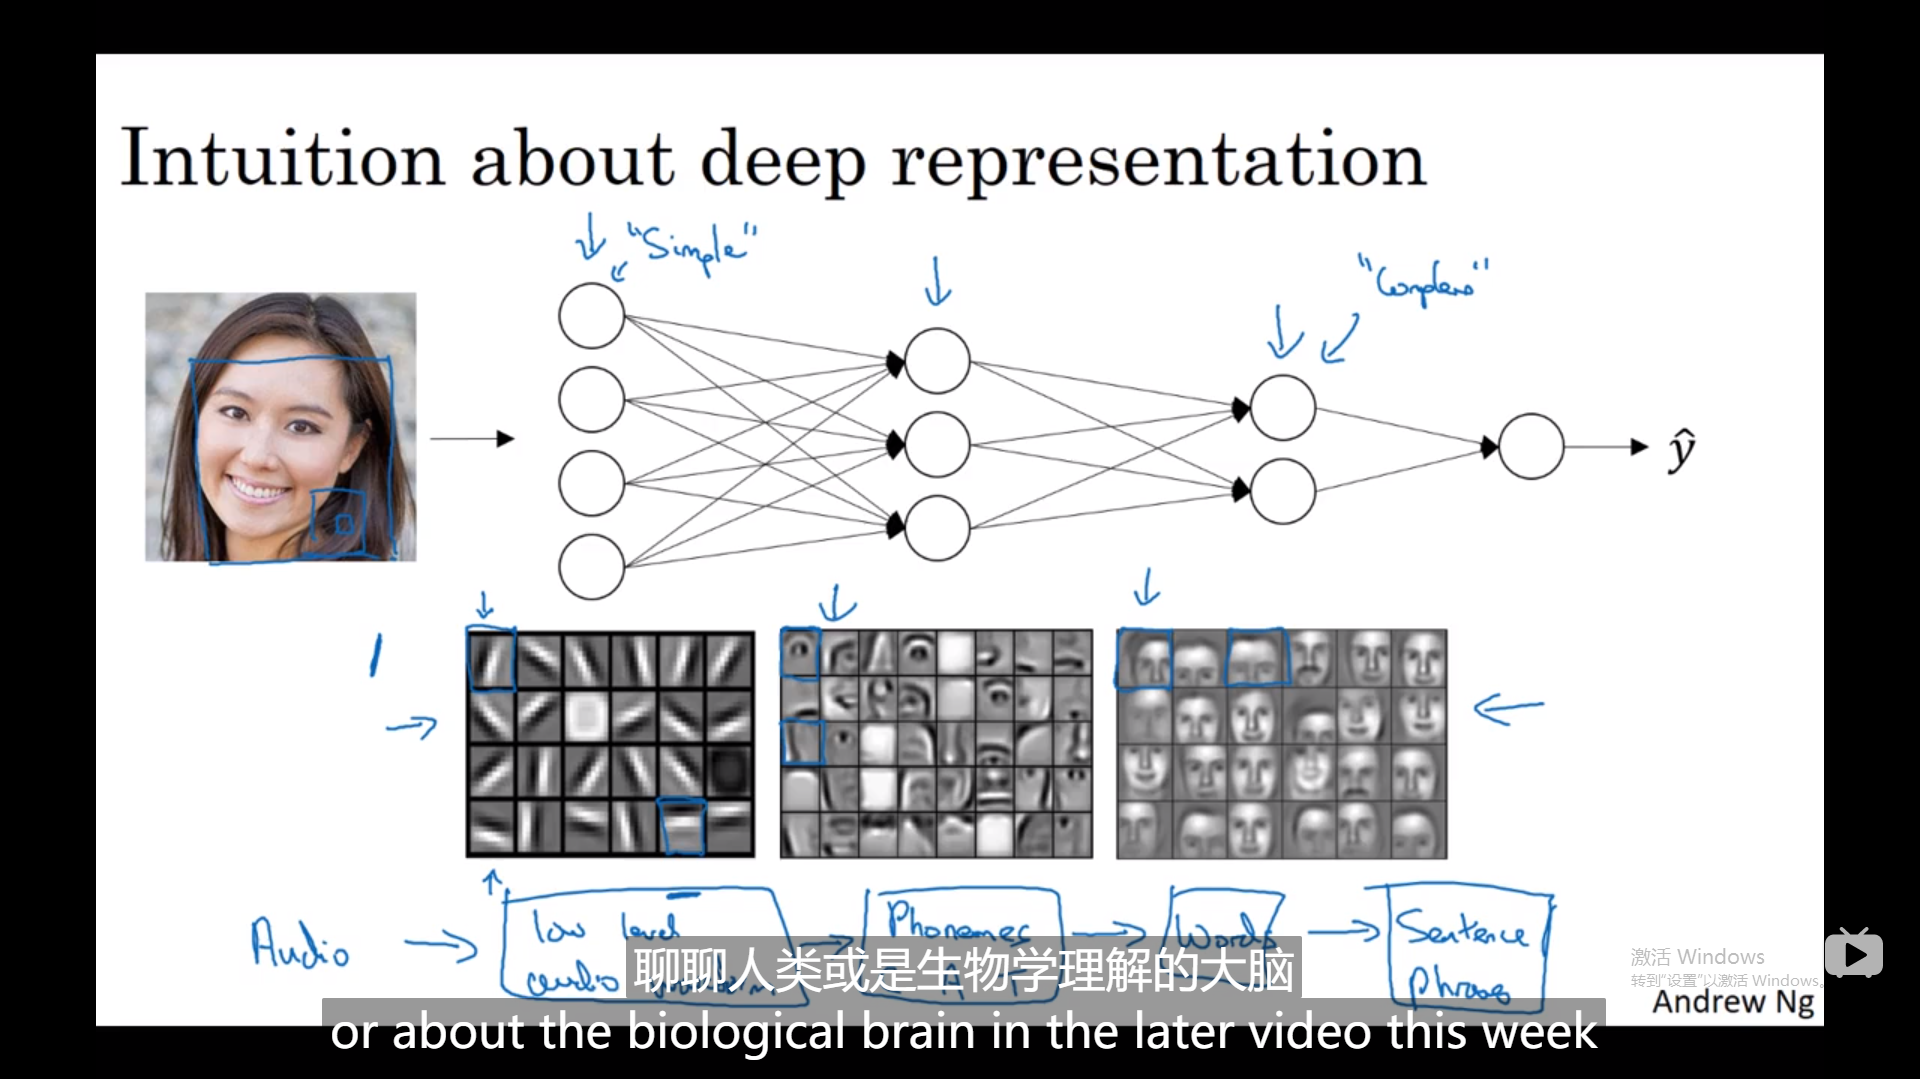 Intuition about deep representation
"Simple"
"Complex"
ŷ
Audio
low level
audio
Phonemes
C A T
Words
Sentence
phrases
聊聊人类或是生物学理解的大脑
or about the biological brain in the later video this week
激活 Windows
转到"设置"以激活 Windows。
Andrew Ng